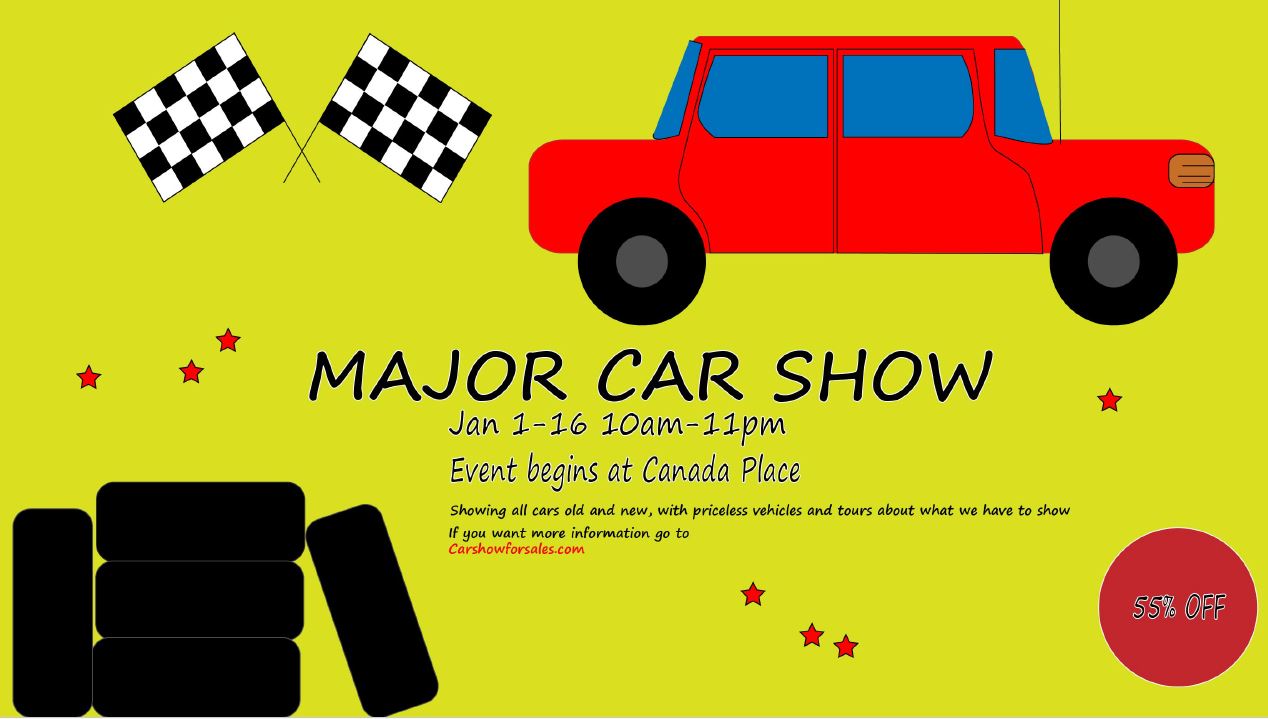 MAJOR CAR SHOW
Jan 1-16 10am-11pm
Event begins at Canada Place
Showing all cars old and new, with priceless vehicles and tours about what we have to show
If you want more information go to
Carshowforsales.com
55% OFF